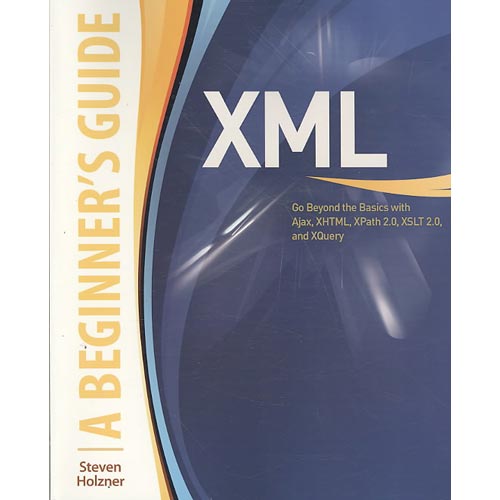 A BEGINNER'S GUIDE
XML
Go Beyond the Basics with
Ajax, XHTML, XPath 2.0, XSLT 2.0,
and XQuery
Steven
Holzner